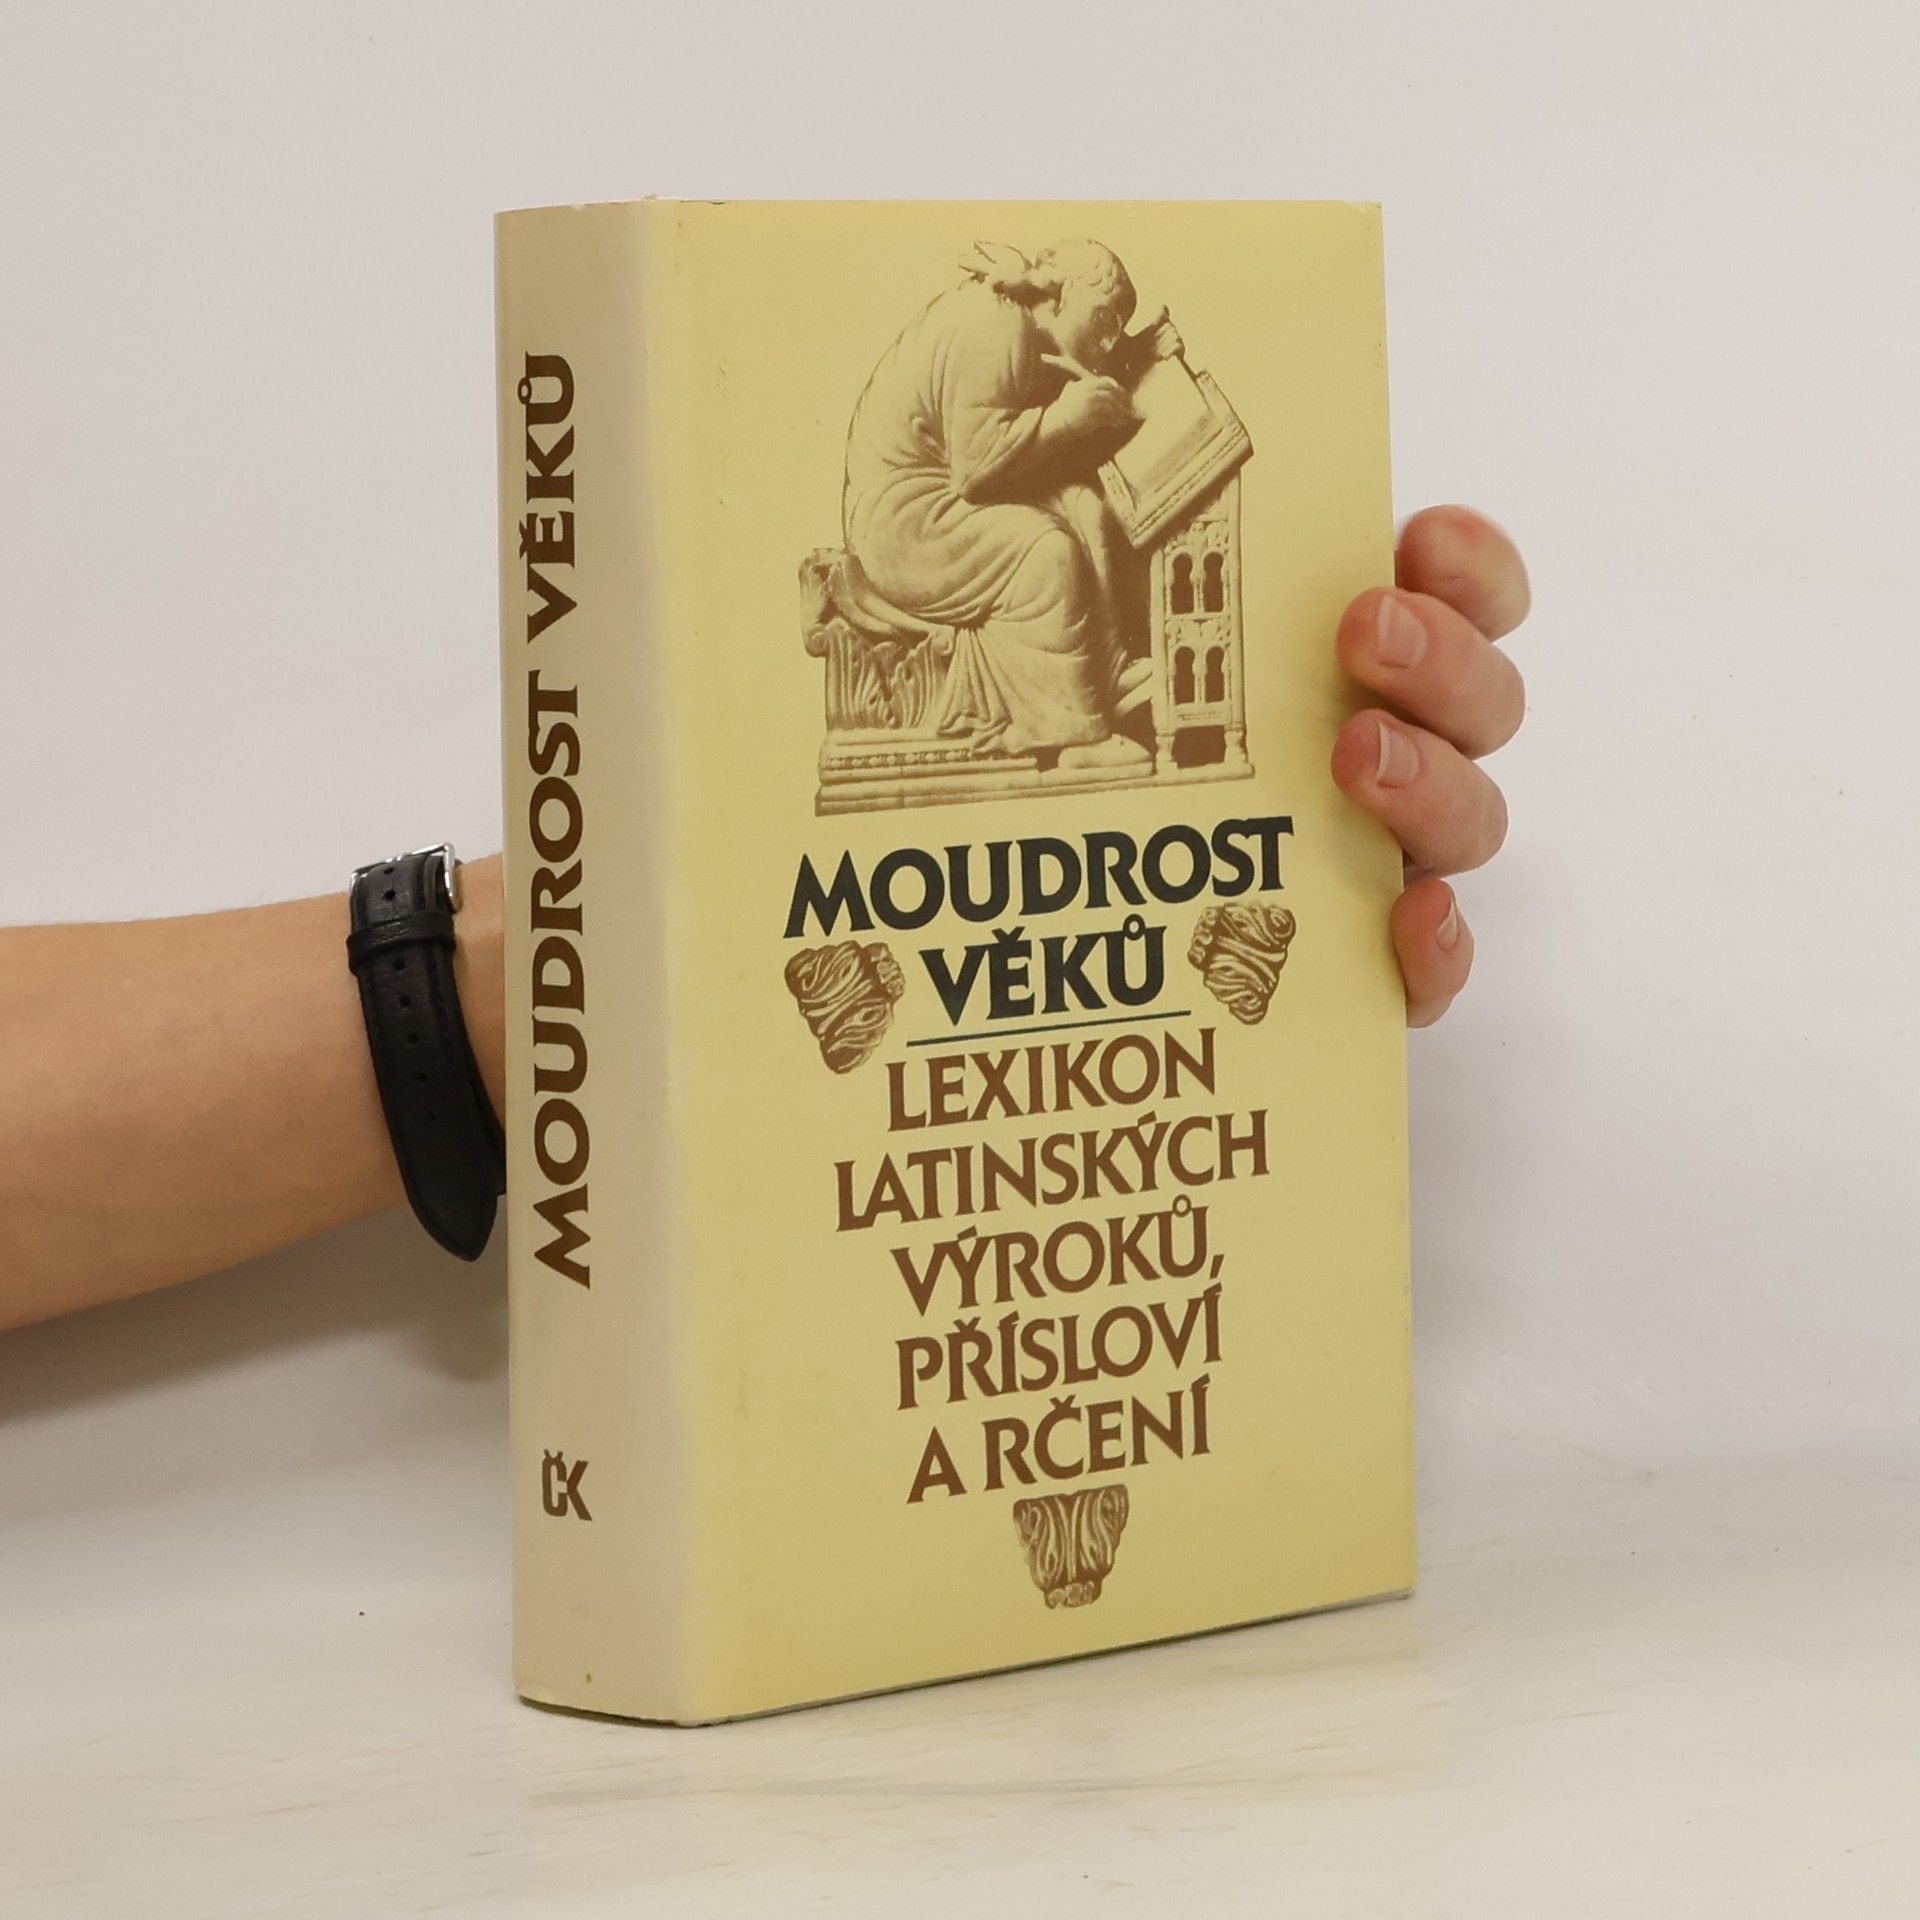 MOUDROST VĚKŮ
ČK
MOUDROST
VĚKŮ
LEXIKON
LATINSKÝCH
VÝROKŮ,
PŘÍSLOVÍ
A RČENÍ